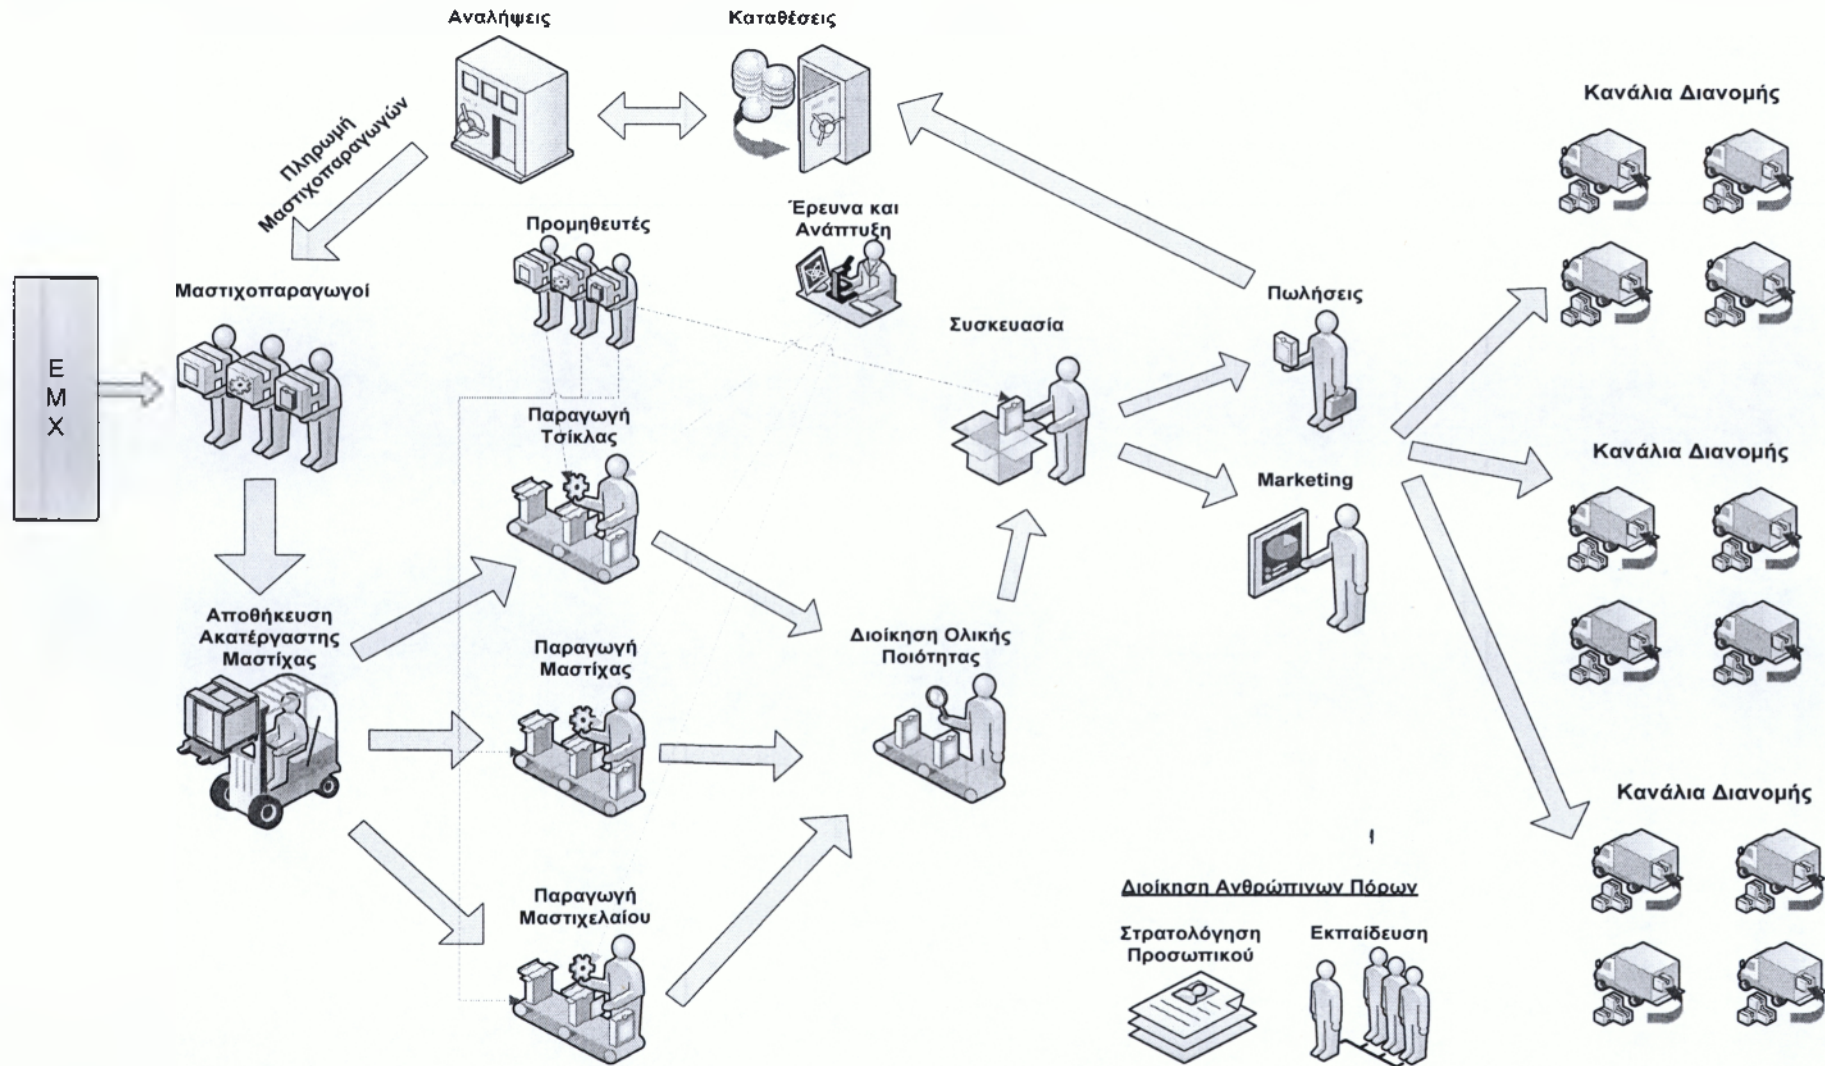 Αναλήψεις
Καταθέσεις
Κανάλια Διανομής
Πληρωμή
Μαστιχοπαραγωγών
Προμηθευτές
Έρευνα και
Ανάπτυξη
Μαστιχοπαραγωγοί
Πωλήσεις
Συσκευασία
Ε
Μ
Χ
Παραγωγή
Τσίκλας
Κανάλια Διανομής
Marketing
Αποθήκευση
Ακατέργαστης
Μαστίχας
Παραγωγή
Μαστίχας
Διοίκηση Ολικής
Ποιότητας
Κανάλια Διανομής
Παραγωγή
Μαστιχελαίου
Διοίκηση Ανθρώπινων Πόρων
Στρατολόγηση
Προσωπικού
Εκπαίδευση